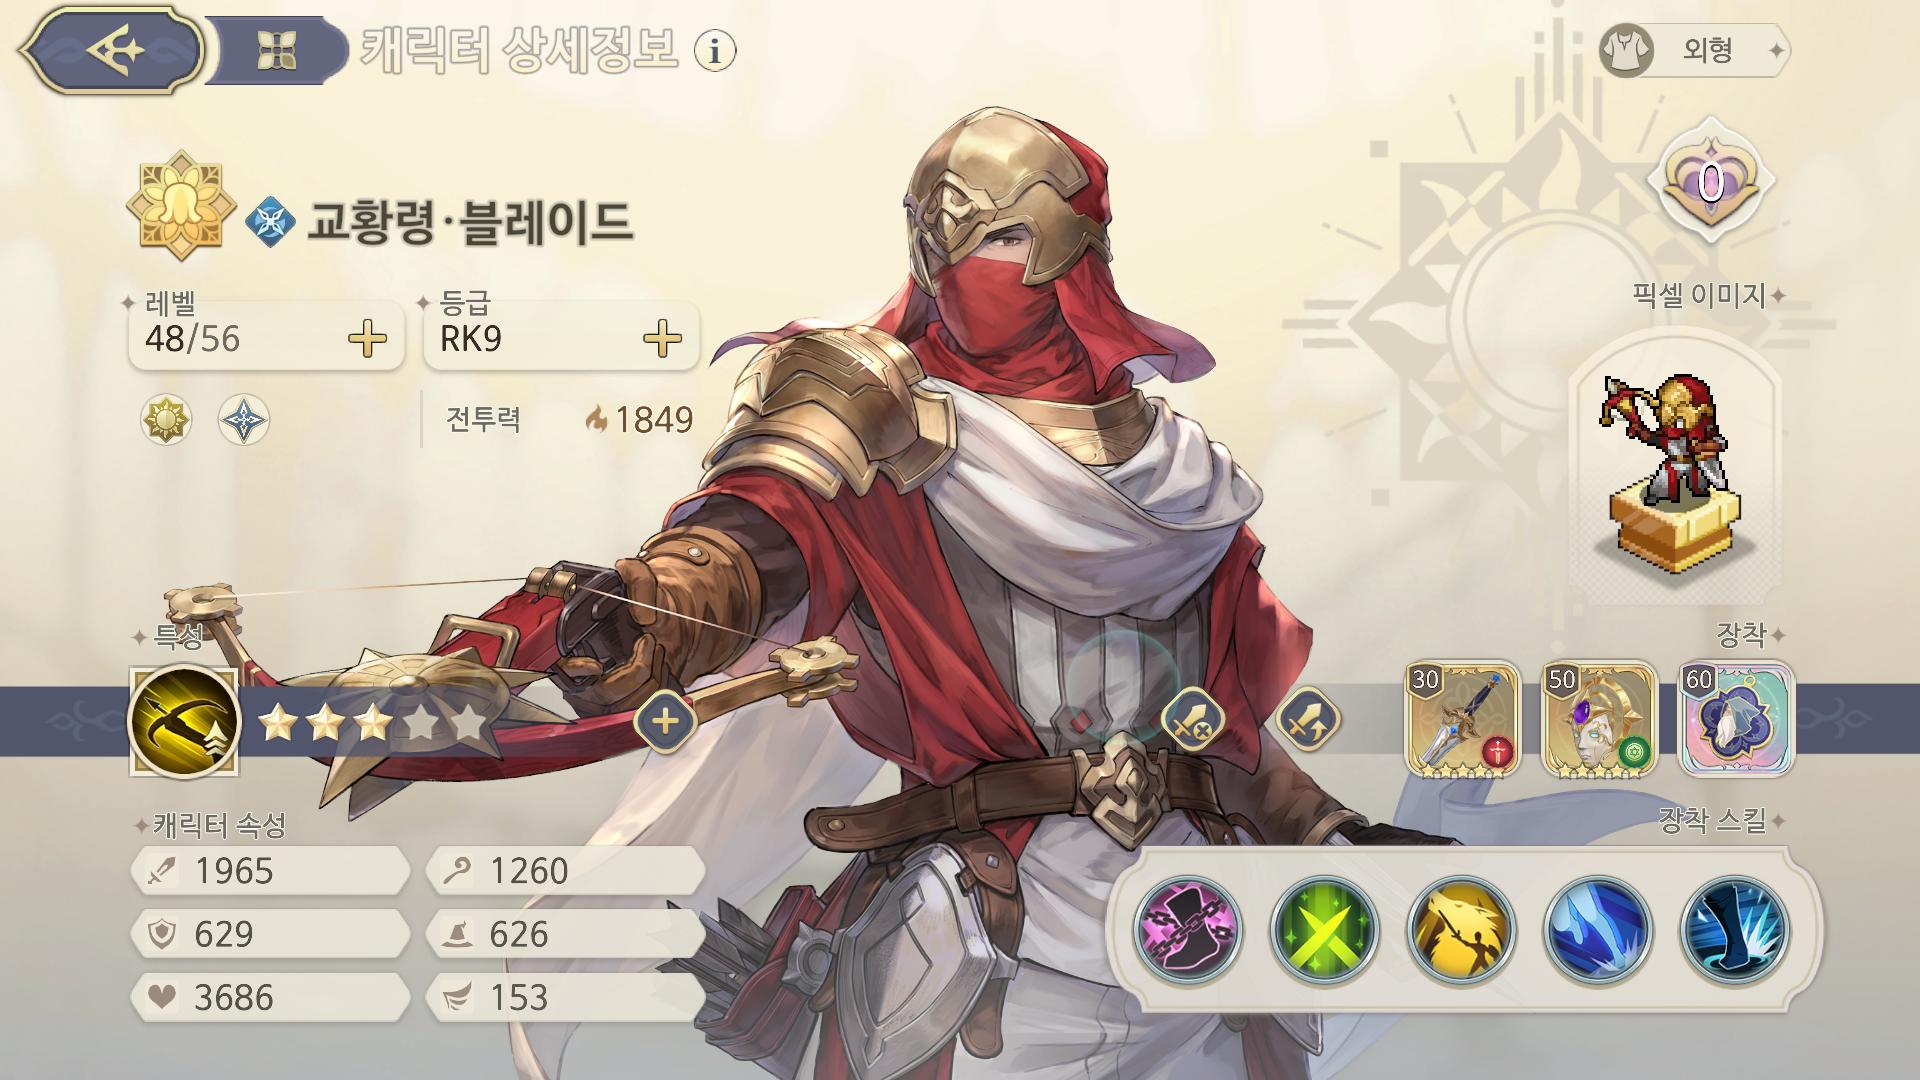 캐릭터 상세정보 i
외형
0
교황령·블레이드
픽셀 이미지
레벨
48/56
등급
RK9
전투력 1849
특성
장착
30 50 60
캐릭터 속성
장착 스킬
1965 1260
629 626
3686 153